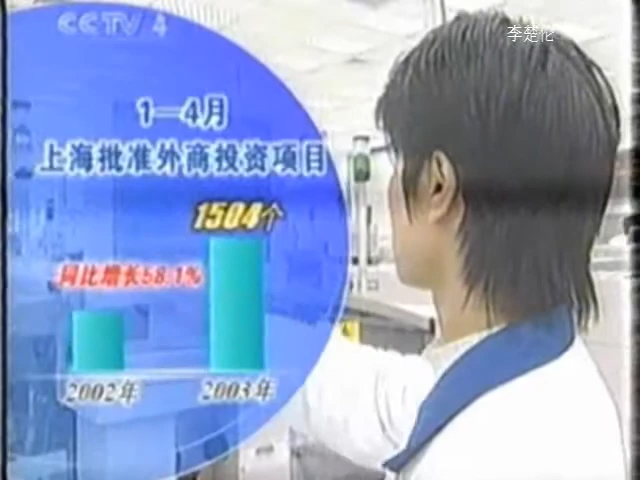 CCTV 4
李楚伦
1—4月
上海批准外商投资项目
1504个
同比增长58.1%
2002年
2003年